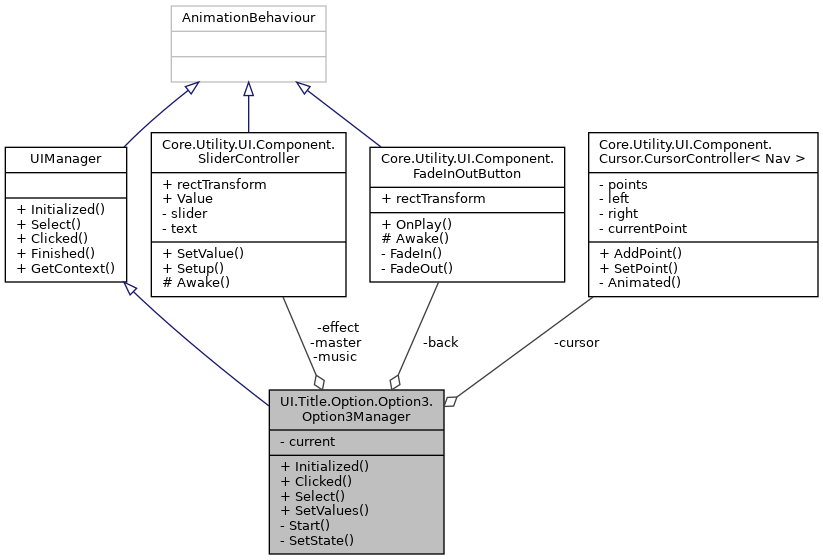 AnimationBehaviour
UIManager
+ Initialized()
+ Select()
+ Clicked()
+ Finished()
+ GetContext()
Core.Utility.UI.Component.
SliderController
+ rectTransform
+ Value
- slider
- text
+ SetValue()
+ Setup()
# Awake()
Core.Utility.UI.Component.
FadeInOutButton
+ rectTransform
+ OnPlay()
# Awake()
- FadeIn()
- FadeOut()
Core.Utility.UI.Component.
Cursor.CursorController< Nav >
- points
- left
- right
- currentPoint
+ AddPoint()
+ SetPoint()
- Animated()
-effect
-master
-music
-back
-cursor
UI.Title.Option.Option3.
Option3Manager
- current
+ Initialized()
+ Clicked()
+ Select()
+ SetValues()
- Start()
- SetState()